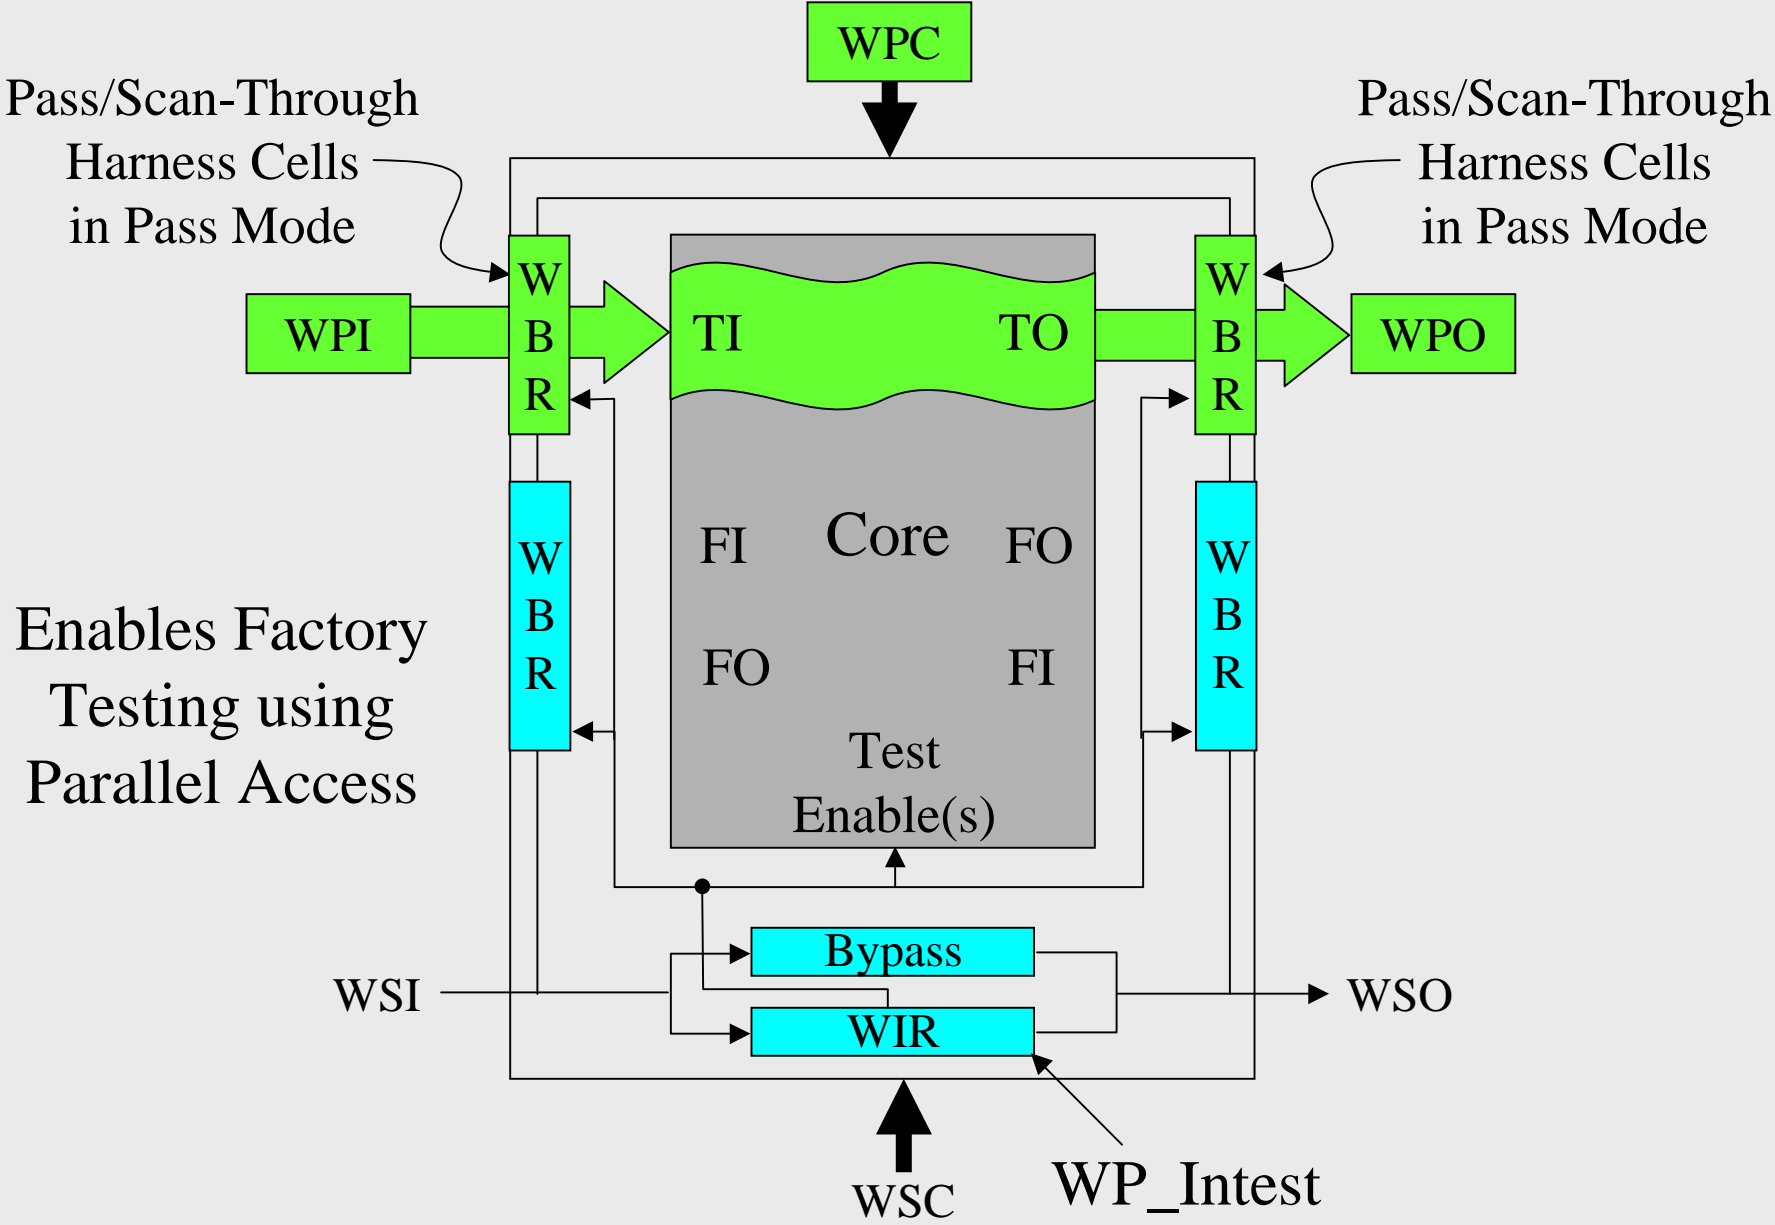 WPC
Pass/Scan-Through
Harness Cells
in Pass Mode
Pass/Scan-Through
Harness Cells
in Pass Mode
WPI
W
B
R
TI
TO
W
B
R
WPO
W
B
R
FI
Core
FO
FO
FI
W
B
R
Enables Factory
Testing using
Parallel Access
Test
Enable(s)
Bypass
WSI
WSO
WIR
WSC
WP_Intest